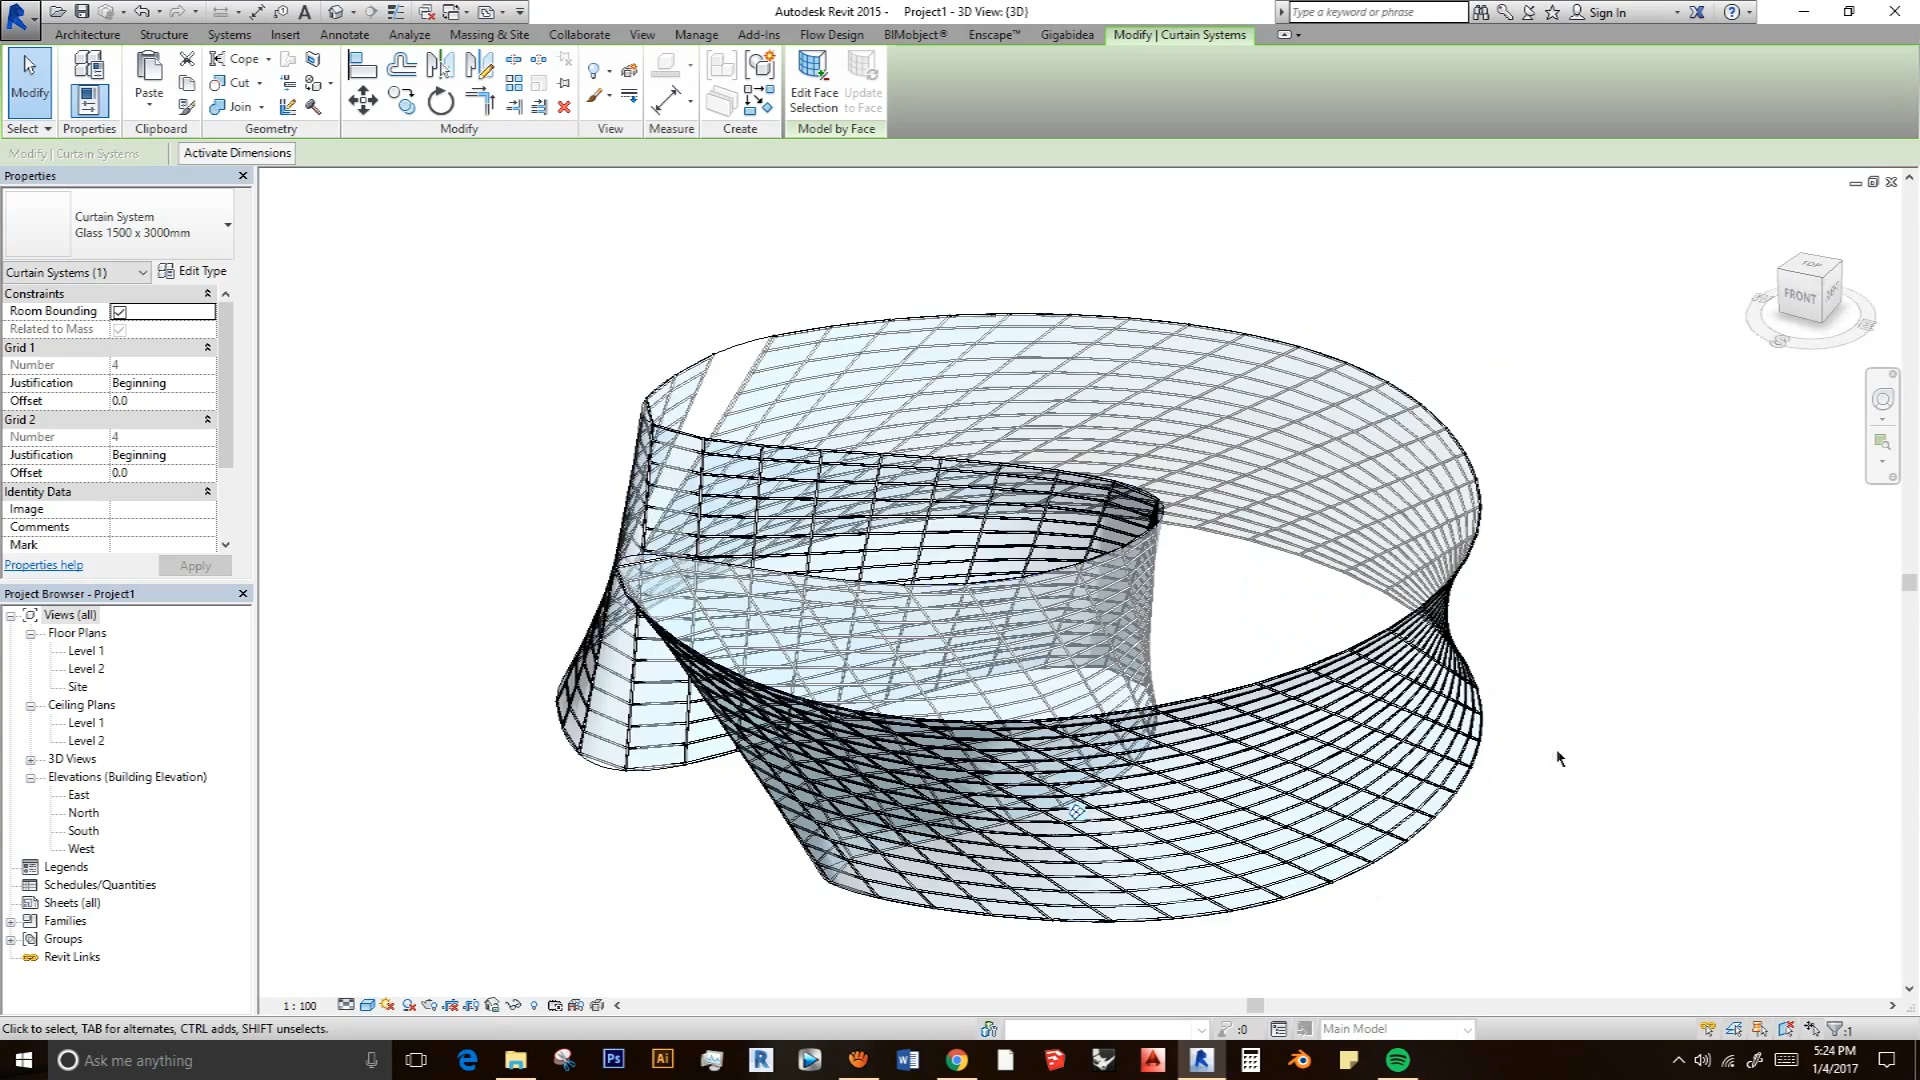 Autodesk Revit 2015 -    Project1 - 3D View: {3D}
Type a keyword or phrase
Sign In
Architecture Structure Systems Insert Annotate Analyze Massing & Site Collaborate View Manage Add-Ins Flow Design BIMobject® Enscape™ Gigabidea Modify | Curtain Systems
Modify
Paste
Cope
Cut
Join
Edit Face
Selection
Update
to Face
Select Properties Clipboard Geometry Modify View Measure Create Model by Face
Modify | Curtain Systems Activate Dimensions
Properties
Curtain System
Glass 1500 x 3000mm
Curtain Systems (1) Edit Type
Constraints
Room Bounding
Related to Mass
Grid 1
Number 4
Justification Beginning
Offset 0.0
Grid 2
Number 4
Justification Beginning
Offset 0.0
Identity Data
Image
Comments
Mark
Properties help Apply
Project Browser - Project1
Views (all)
Floor Plans
Level 1
Level 2
Site
Ceiling Plans
Level 1
Level 2
3D Views
Elevations (Building Elevation)
East
North
South
West
Legends
Schedules/Quantities
Sheets (all)
Families
Groups
Revit Links
TOP
FRONT
1 : 100
Click to select, TAB for alternates, CTRL adds, SHIFT unselects.
:0
Main Model
:1
Ask me anything
Ps
Ai
5:24 PM
1/4/2017